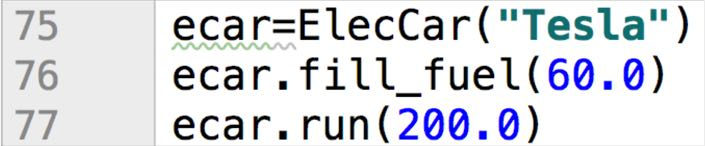 75 ecar=ElecCar("Tesla")
76 ecar.fill_fuel(60.0)
77 ecar.run(200.0)